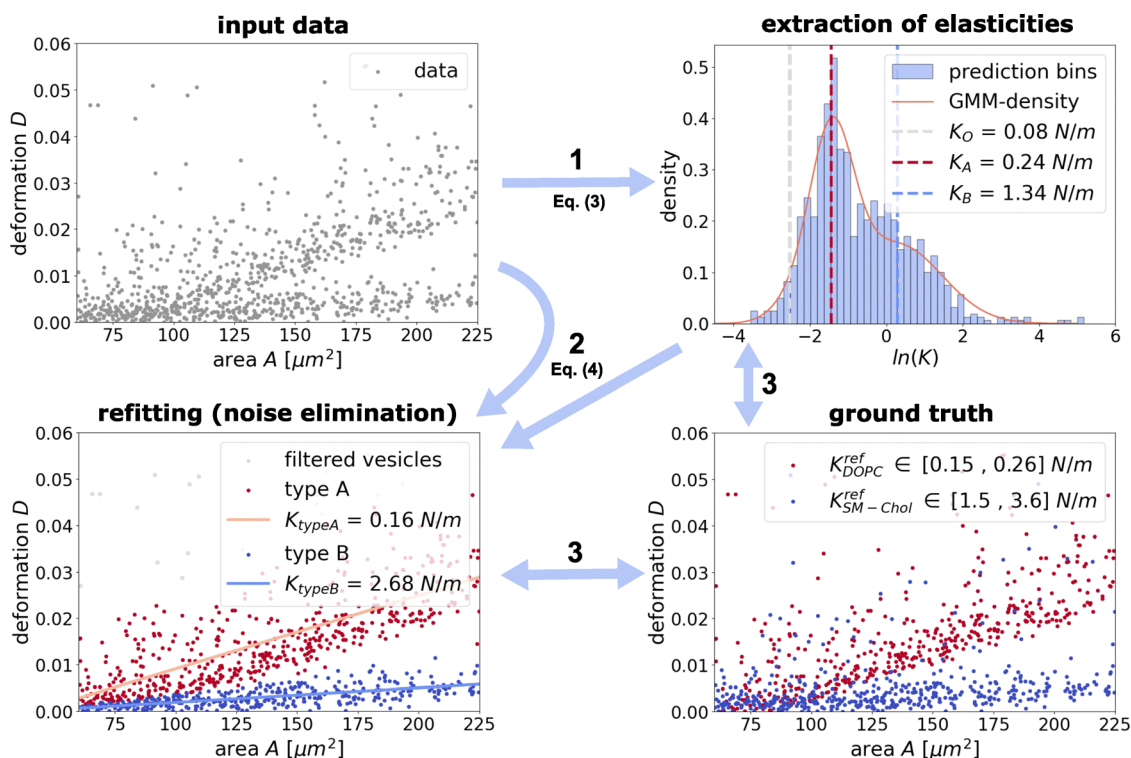 input data
extraction of elasticities
deformation D
0.06
0.05
0.04
0.03
0.02
0.01
0.00
data
75
100
125
150
175
200
225
area A [μm²]
1
Eq. (3)
density
0.5
0.4
0.3
0.2
0.1
0.0
prediction bins
GMM-density
K_O = 0.08 N/m
K_A = 0.24 N/m
K_B = 1.34 N/m
−4
−2
0
2
4
6
ln(K)
2
Eq. (4)
3
refitting (noise elimination)
ground truth
deformation D
0.06
0.05
0.04
0.03
0.02
0.01
0.00
filtered vesicles
type A
K_typeA = 0.16 N/m
type B
K_typeB = 2.68 N/m
75
100
125
150
175
200
225
area A [μm²]
3
deformation D
0.06
0.05
0.04
0.03
0.02
0.01
0.00
K^ref_DOPC ∈ [0.15 , 0.26] N/m
K^ref_SM−Chol ∈ [1.5 , 3.6] N/m
75
100
125
150
175
200
225
area A [μm²]